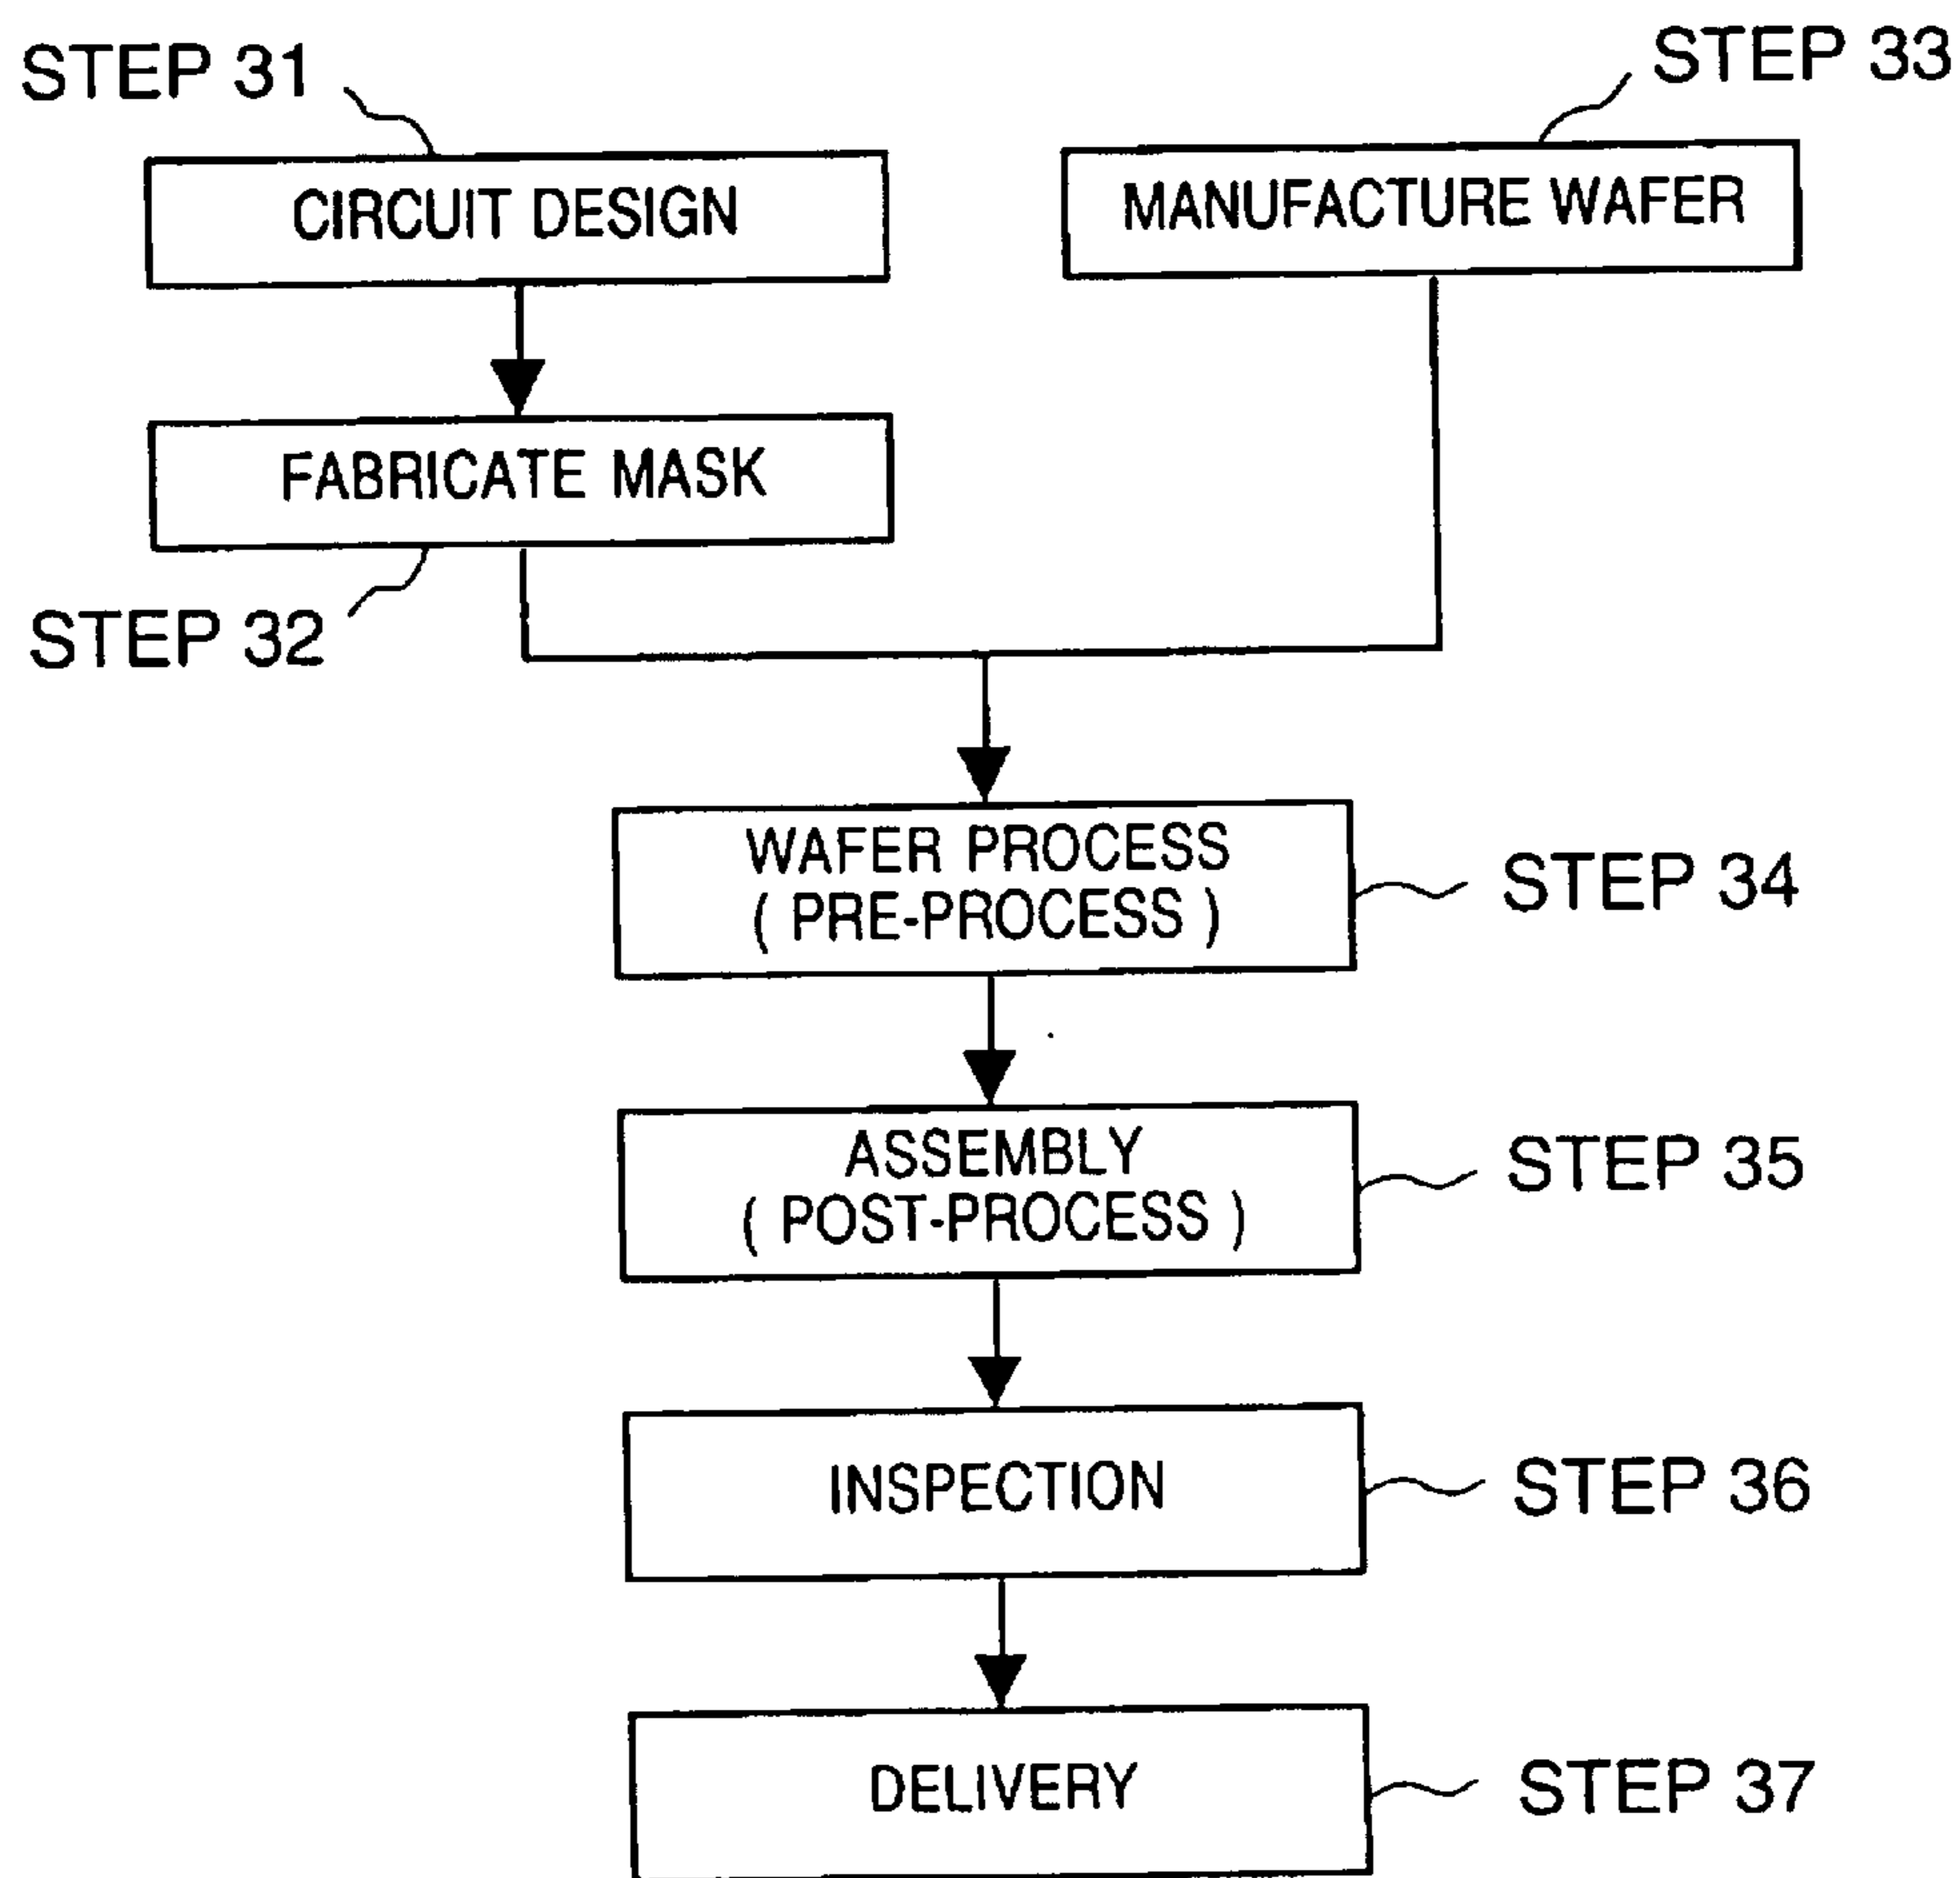 STEP 31
STEP 33
CIRCUIT DESIGN
MANUFACTURE WAFER
FABRICATE MASK
STEP 32
WAFER PROCESS
( PRE-PROCESS )
STEP 34
ASSEMBLY
( POST-PROCESS )
STEP 35
INSPECTION
STEP 36
DELIVERY
STEP 37